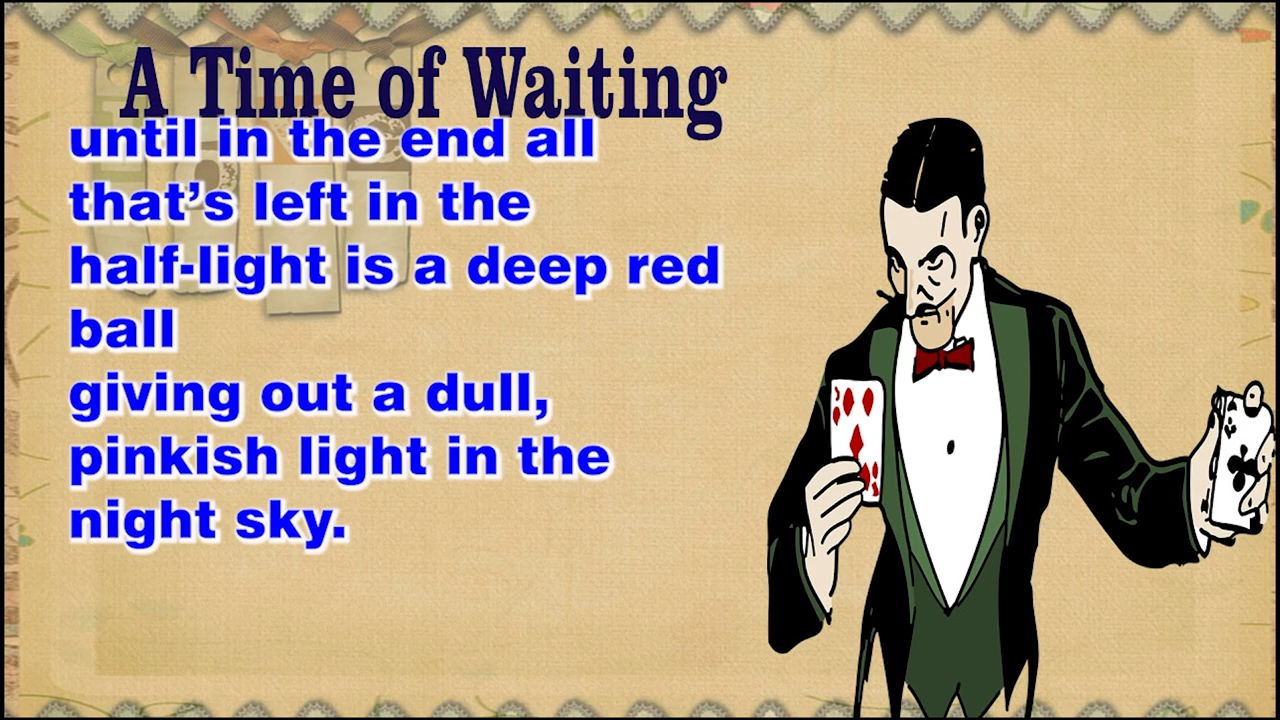 A Time of Waiting
until in the end all
that’s left in the
half-light is a deep red
ball
giving out a dull,
pinkish light in the
night sky.